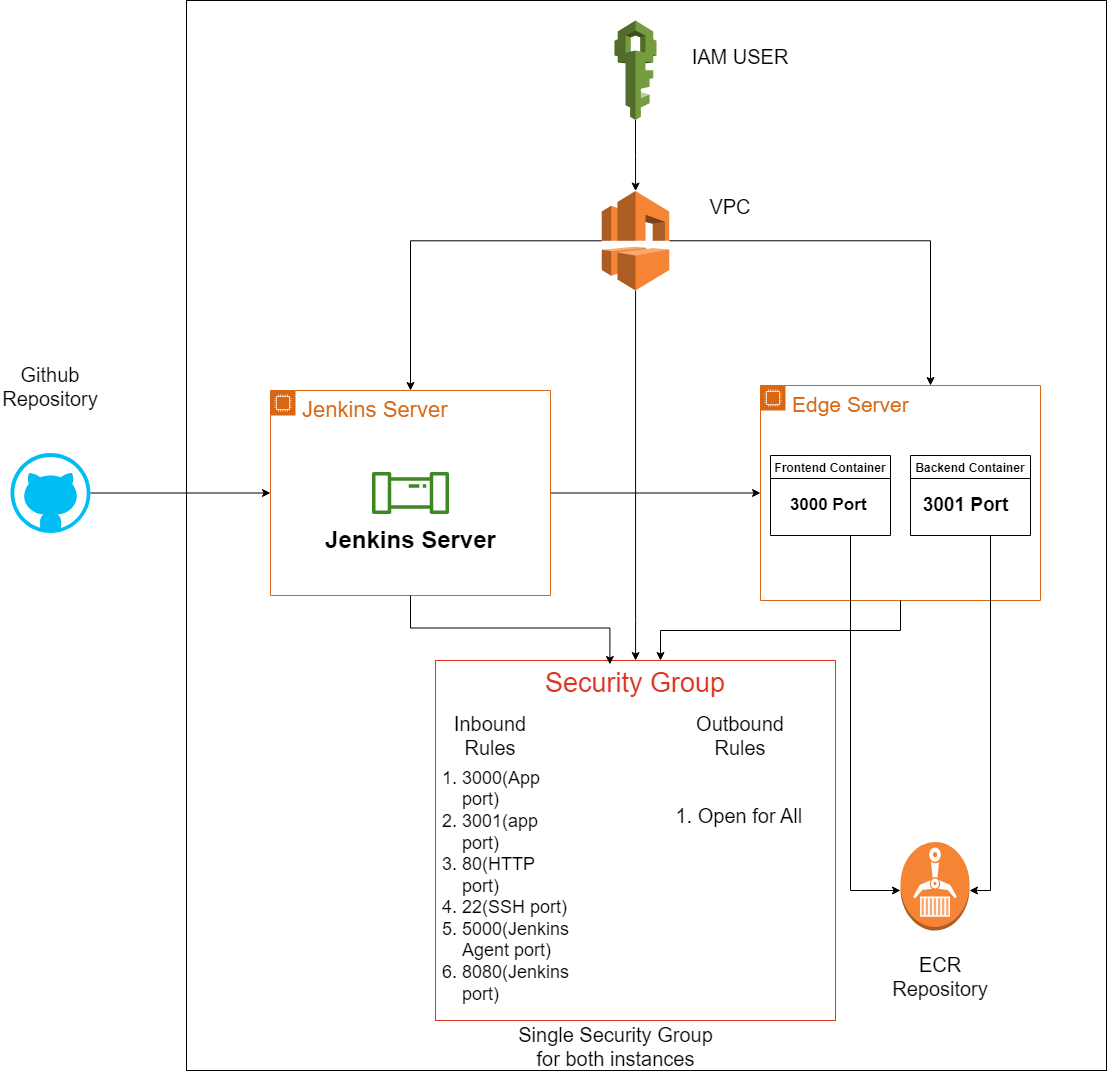 IAM USER
VPC
Github
Repository
Jenkins Server
Jenkins Server
Edge Server
Frontend Container
3000 Port
Backend Container
3001 Port
Security Group
Inbound
Rules
1. 3000(App
port)
2. 3001(app
port)
3. 80(HTTP
port)
4. 22(SSH port)
5. 5000(Jenkins
Agent port)
6. 8080(Jenkins
port)
Outbound
Rules
1. Open for All
Single Security Group
for both instances
ECR
Repository